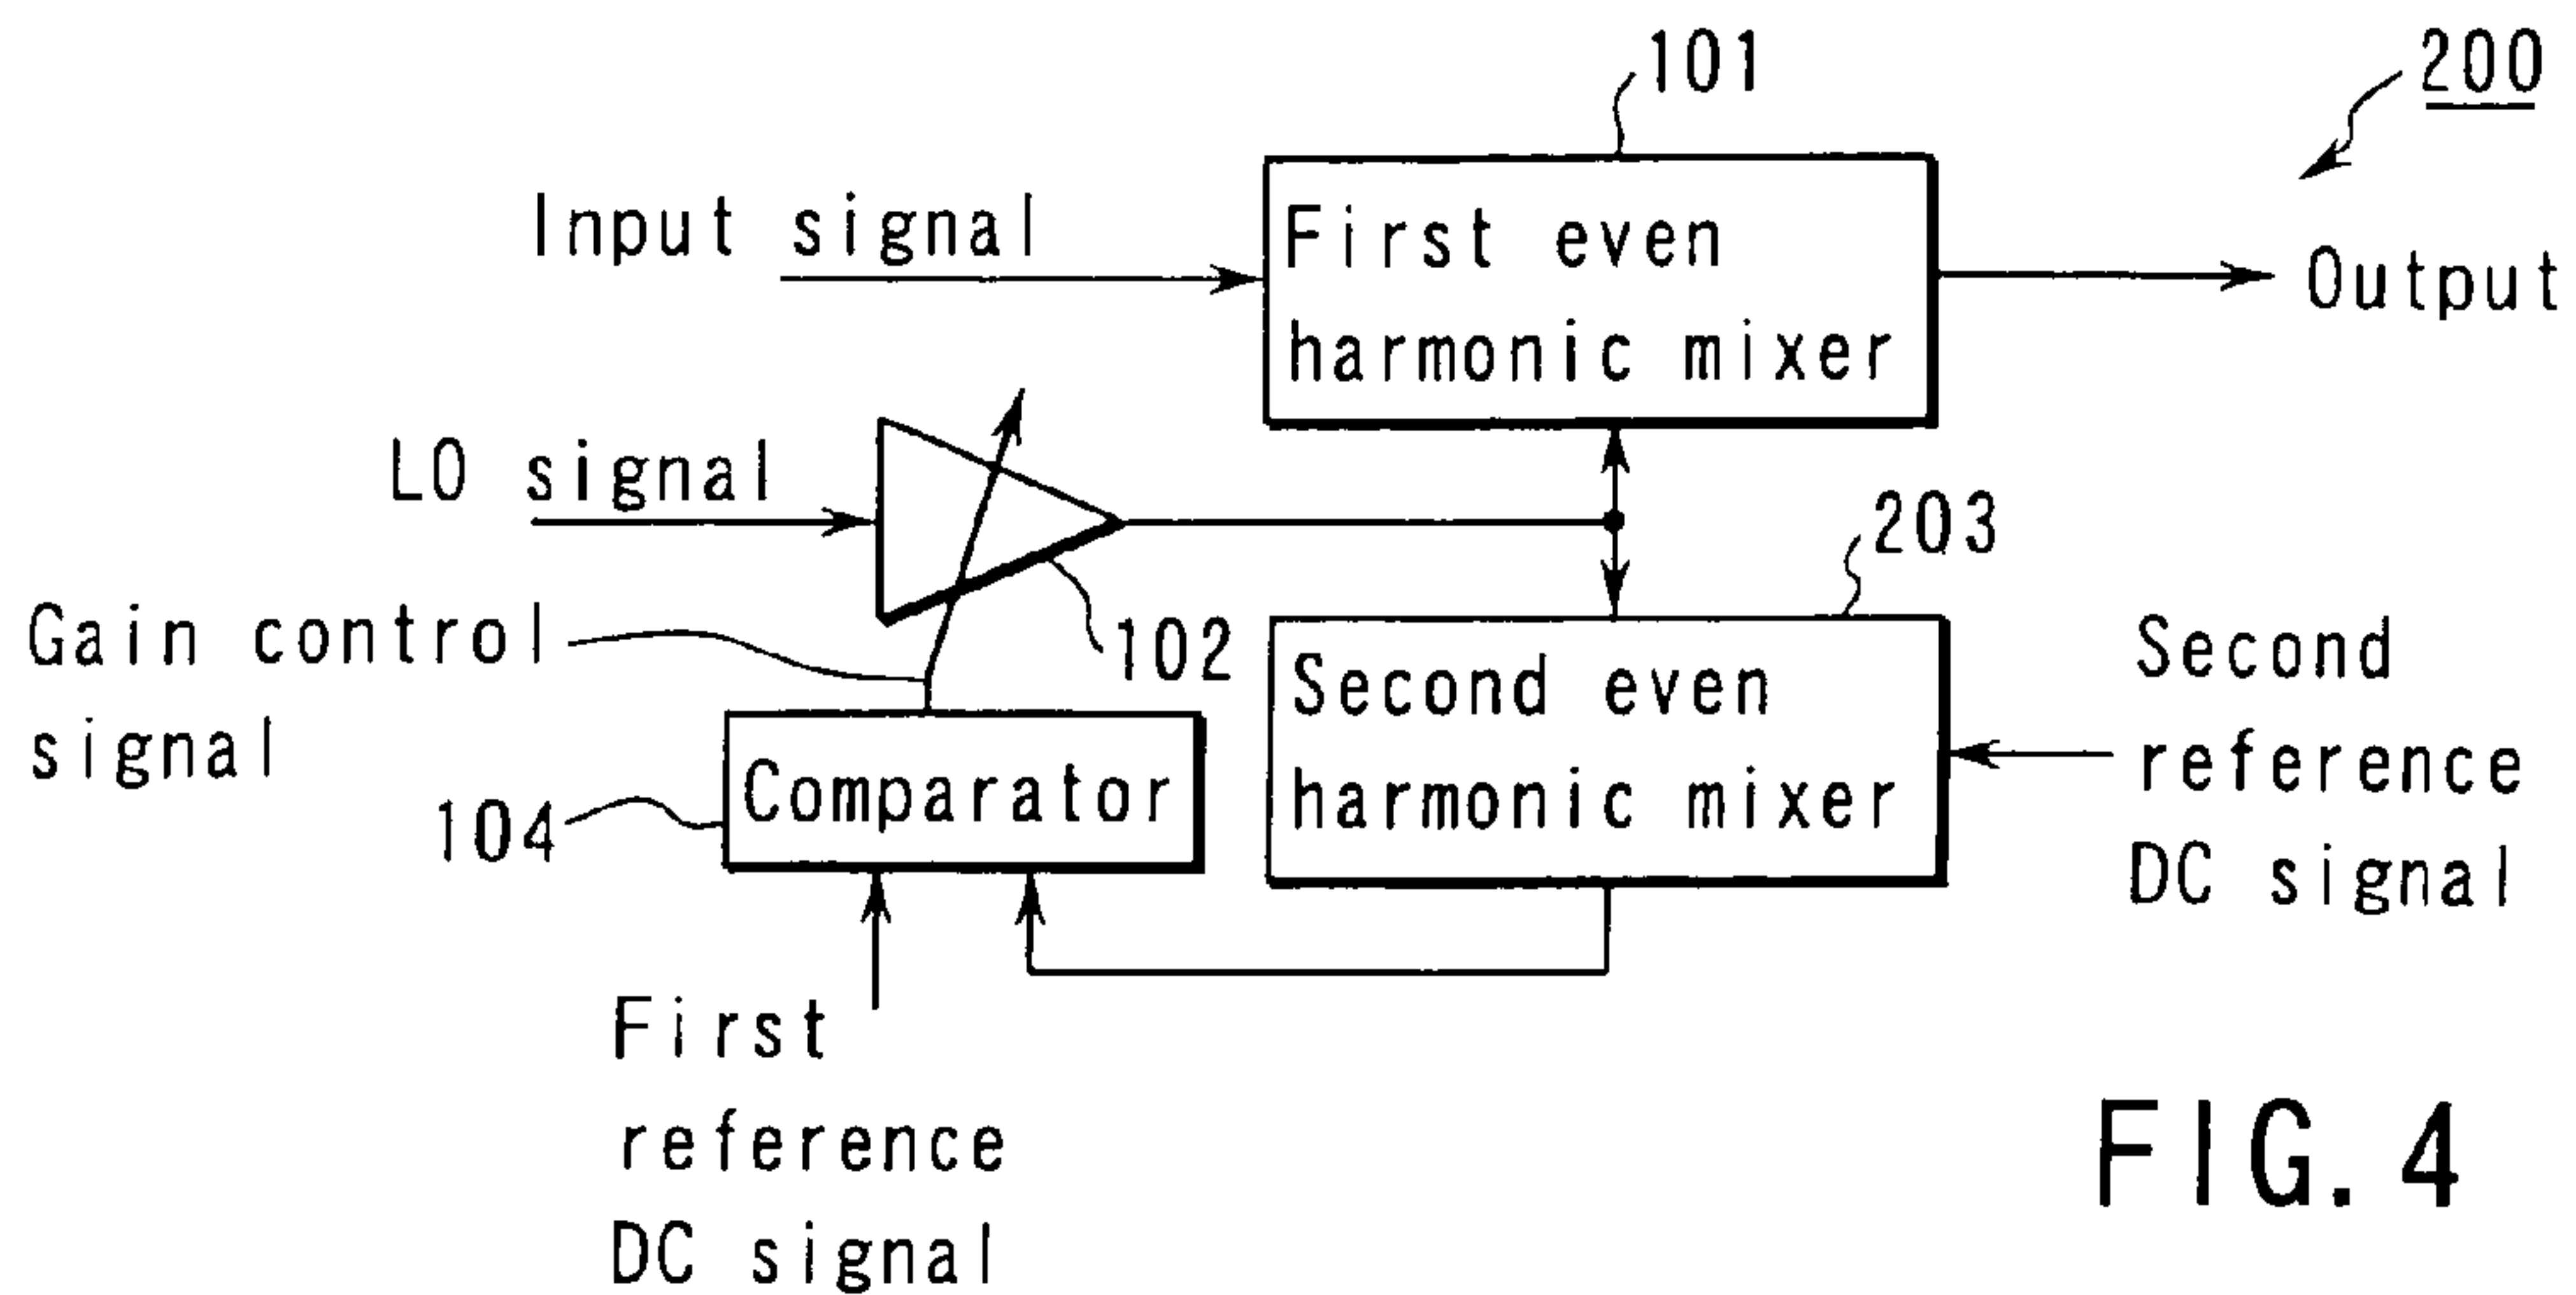 101
200
Input signal
First even
harmonic mixer
Output
LO signal
203
Gain control
signal
102
Second even
harmonic mixer
Second
reference
DC signal
Comparator
104
First
reference
DC signal
FIG. 4